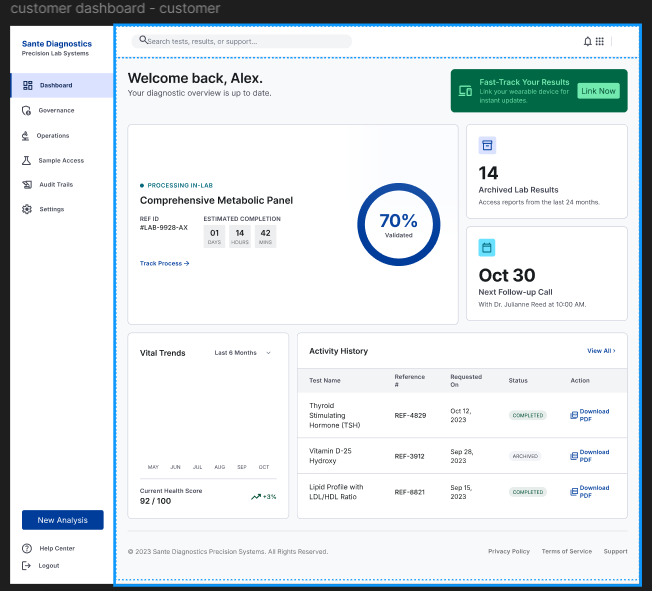 customer dashboard - customer
Sante Diagnostics
Precision Lab Systems
Dashboard
Governance
Operations
Sample Access
Audit Trails
Settings
New Analysis
Help Center
Logout
Search tests, results, or support...
Welcome back, Alex.
Your diagnostic overview is up to date.
Fast-Track Your Results
Link your wearable device for
instant updates.
Link Now
PROCESSING IN-LAB
Comprehensive Metabolic Panel
REF ID
#LAB-9928-AX
ESTIMATED COMPLETION
01 14 42
DAYS HOURS MINS
Track Process →
70%
Validated
14
Archived Lab Results
Access reports from the last 24 months.
Oct 30
Next Follow-up Call
With Dr. Julianne Reed at 10:00 AM.
Vital Trends
Last 6 Months
MAY JUN JUL AUG SEP OCT
Current Health Score
92 / 100
+3%
Activity History
View All ›
Test Name
Reference
#
Requested
On
Status
Action
Thyroid
Stimulating
Hormone (TSH)
REF-4829
Oct 12,
2023
COMPLETED
Download
PDF
Vitamin D-25
Hydroxy
REF-3912
Sep 28,
2023
ARCHIVED
Download
PDF
Lipid Profile with
LDL/HDL Ratio
REF-8821
Sep 15,
2023
COMPLETED
Download
PDF
© 2023 Sante Diagnostics Precision Systems. All Rights Reserved.
Privacy Policy
Terms of Service
Support